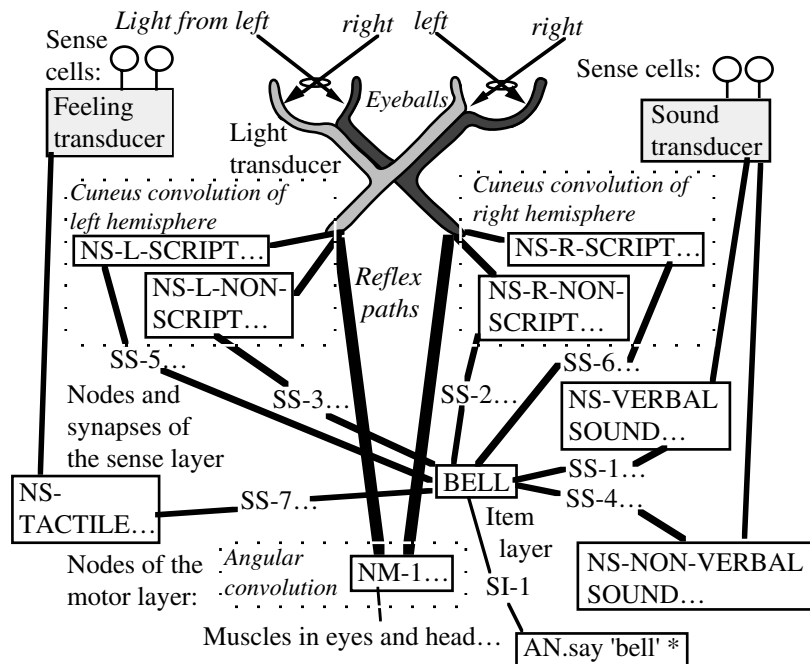 Light from left
right
left
right
Sense
cells:
Sense cells:
Feeling
transducer
Eyeballs
Light
transducer
Sound
transducer
Cuneus convolution of
left hemisphere
Cuneus convolution of
right hemisphere
NS-L-SCRIPT…
NS-R-SCRIPT…
NS-L-NON-
SCRIPT…
Reflex
paths
NS-R-NON-
SCRIPT…
SS-5…
SS-6…
SS-3…
SS-2…
Nodes and
synapses of
the sense layer
NS-VERBAL
SOUND…
BELL
SS-1…
SS-4…
NS-
TACTILE…
SS-7…
Item
layer
Nodes of the
motor layer:
Angular
convolution
NM-1…
SI-1
NS-NON-VERBAL
SOUND…
Muscles in eyes and head…
AN.say 'bell' *